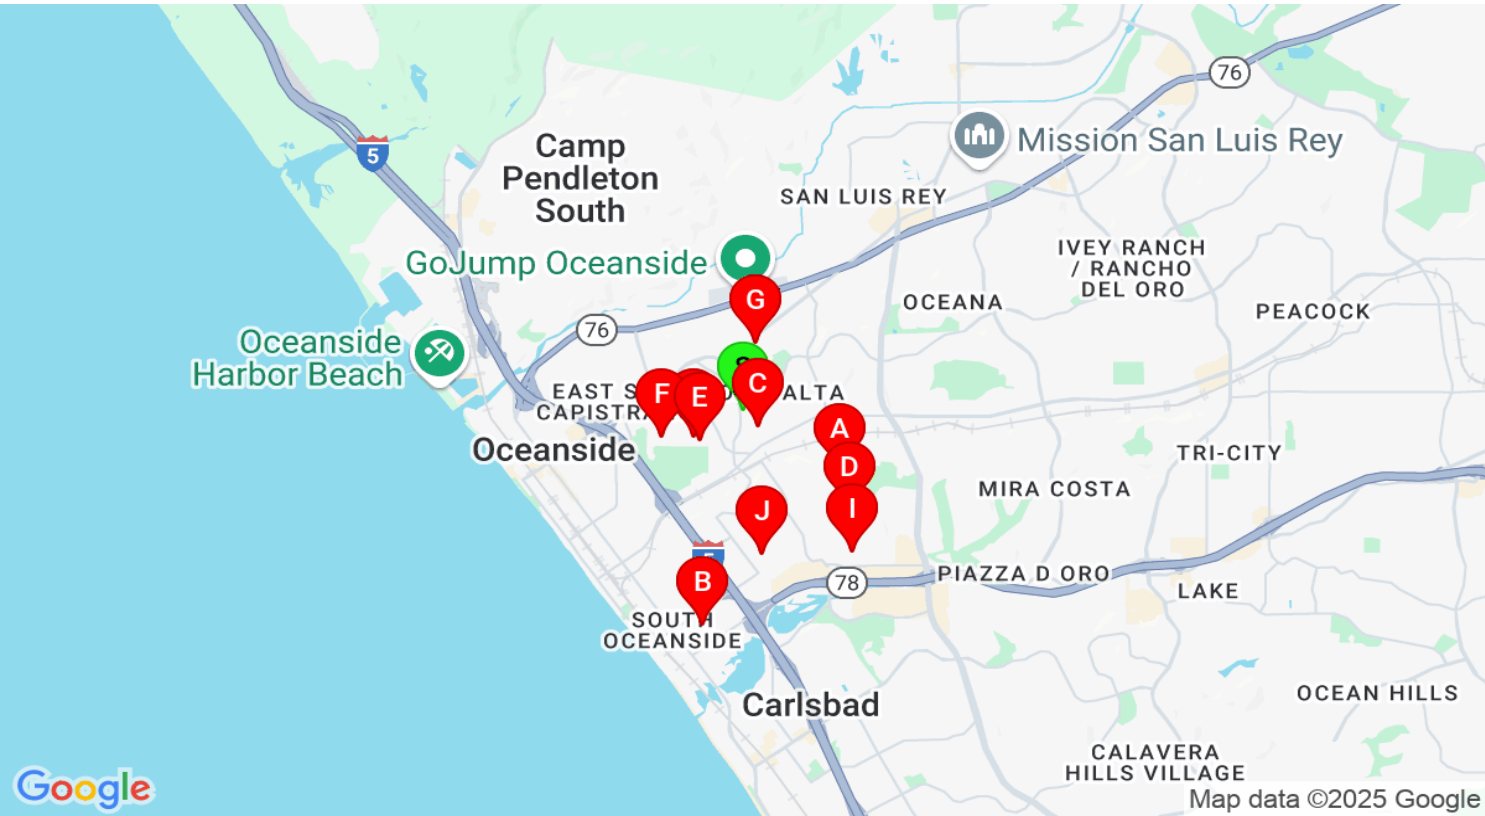 76
5
Camp
Pendleton
South
Mission San Luis Rey
SAN LUIS REY
GoJump Oceanside
IVEY RANCH
/ RANCHO
DEL ORO
G
OCEANA
PEACOCK
76
Oceanside
Harbor Beach
C
F
E
EAST S
ALTA
CAPISTRA
A
Oceanside
D
TRI-CITY
MIRA COSTA
J
I
B
78
PIAZZA D ORO
LAKE
SOUTH
OCEANSIDE
OCEAN HILLS
Carlsbad
CALAVERA
HILLS VILLAGE
Google
Map data ©2025 Google